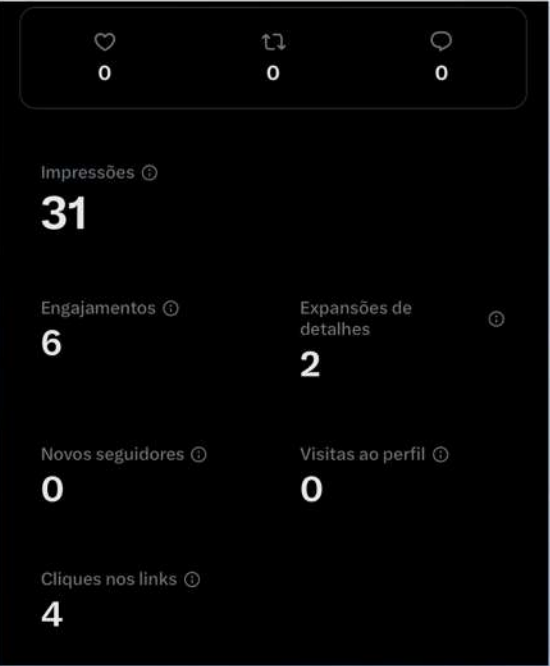 0 0 0
Impressões
31
Engajamentos
6
Expansões de
detalhes
2
Novos seguidores
0
Visitas ao perfil
0
Cliques nos links
4